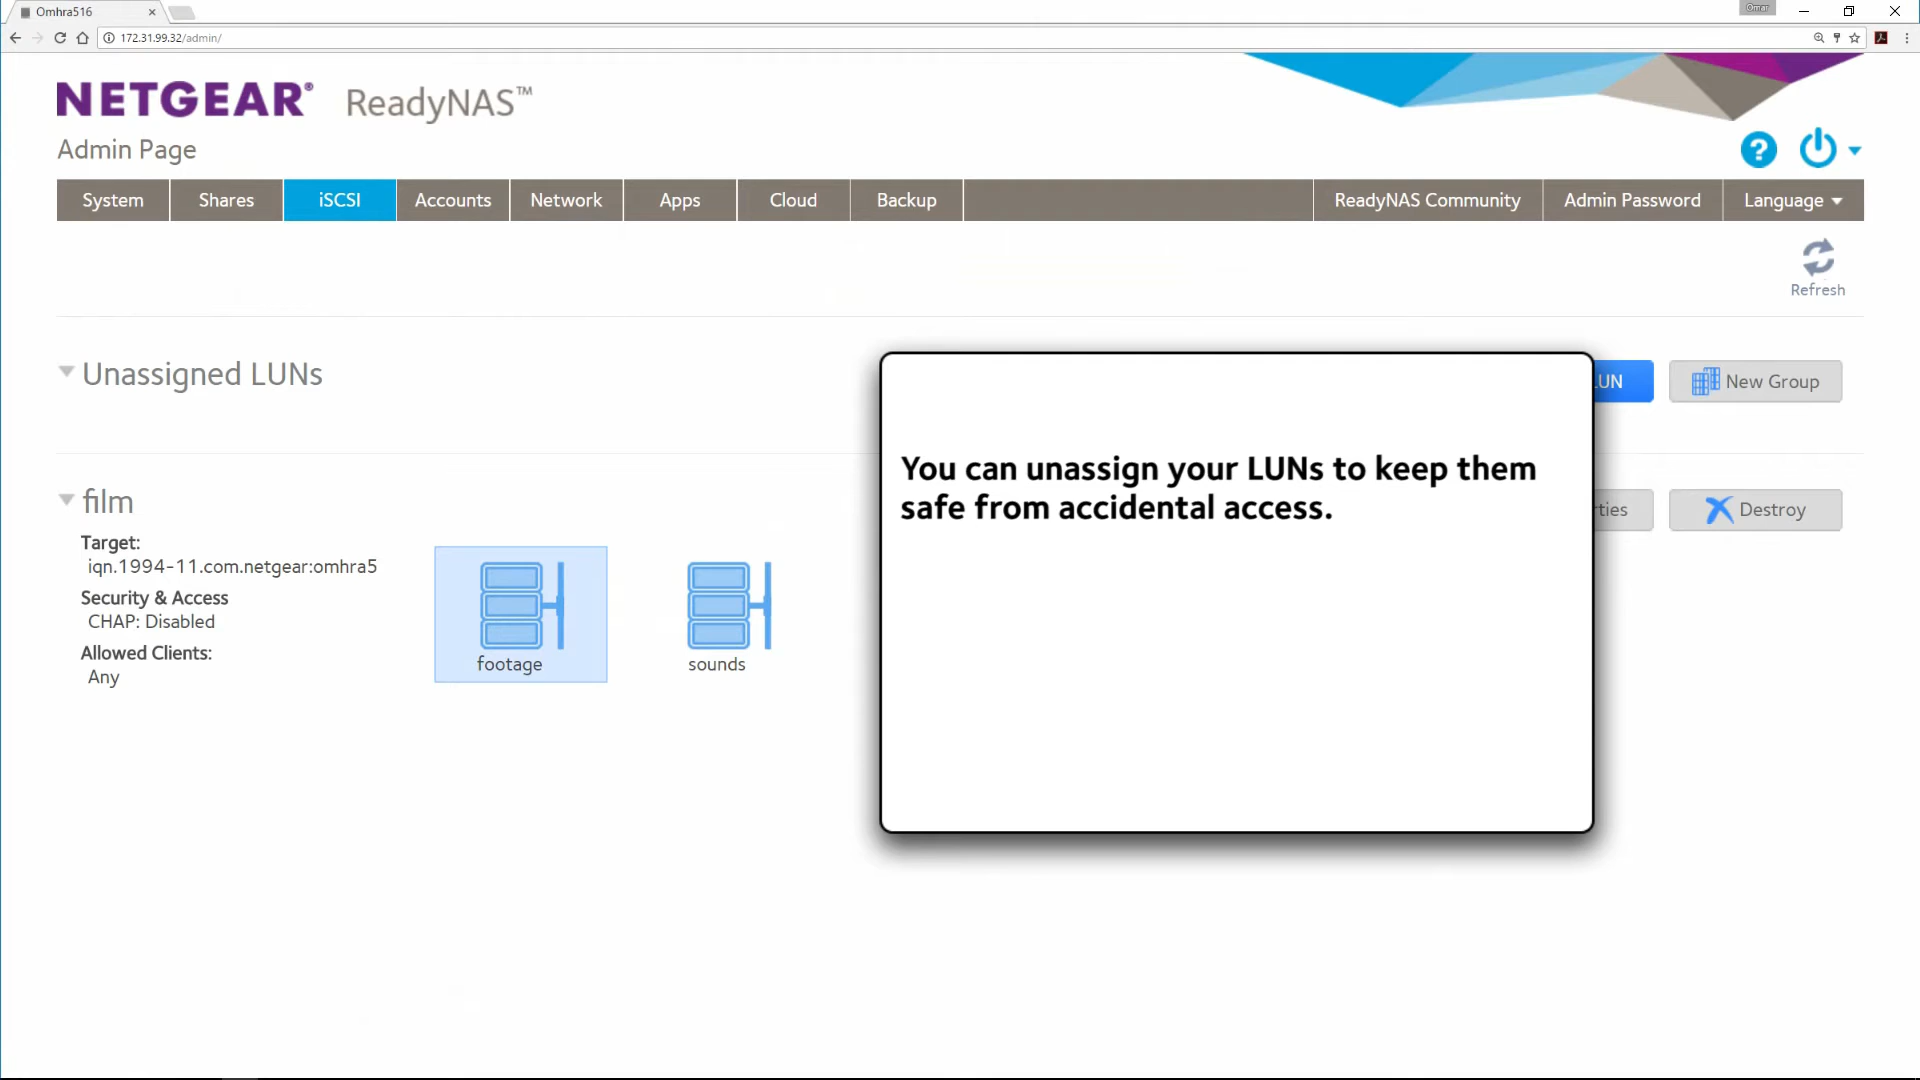 Omhra516
Omar
172.31.99.32/admin/
NETGEAR® ReadyNAS™
Admin Page
System Shares iSCSI Accounts Network Apps Cloud Backup ReadyNAS Community Admin Password Language
Refresh
Unassigned LUNs
LUN New Group
You can unassign your LUNs to keep them
safe from accidental access.
film
rties Destroy
Target:
iqn.1994-11.com.netgear:omhra5
Security & Access
CHAP: Disabled
Allowed Clients:
Any
footage sounds